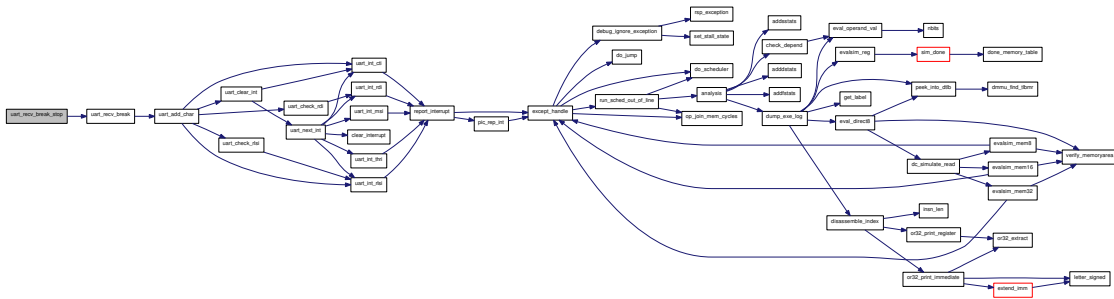 uart_recv_break_stop
uart_recv_break
uart_add_char
uart_clear_int
uart_check_rlsi
uart_check_rdi
uart_next_int
uart_int_cti
uart_int_rdi
uart_int_msi
clear_interrupt
uart_int_thri
uart_int_rlsi
report_interrupt
pic_rep_int
except_handle
debug_ignore_exception
do_jump
run_sched_out_of_line
rsp_exception
set_stall_state
do_scheduler
analysis
op_join_mem_cycles
addsstats
check_depend
adddstats
addfstats
dump_exe_log
eval_operand_val
evalsim_reg
get_label
eval_direct8
disassemble_index
nbits
sim_done
peek_into_dtlb
dc_simulate_read
insn_len
or32_print_register
or32_print_immediate
done_memory_table
dmmu_find_tlbmr
evalsim_mem8
evalsim_mem16
evalsim_mem32
or32_extract
extend_imm
verify_memoryarea
letter_signed